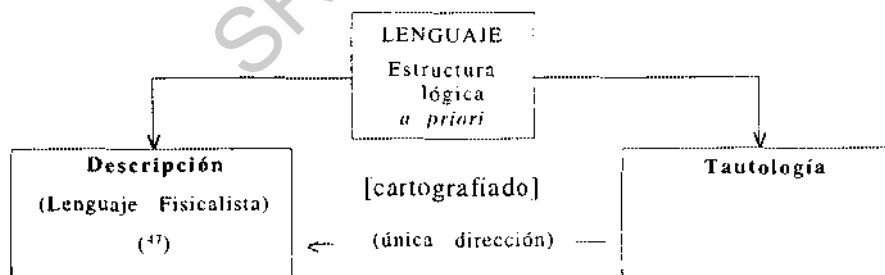 LENGUAJE
Estructura
lógica
a priori
Descripción
(Lenguaje Fisicalista)
(47)
[cartografiado]
(única dirección)
Tautología